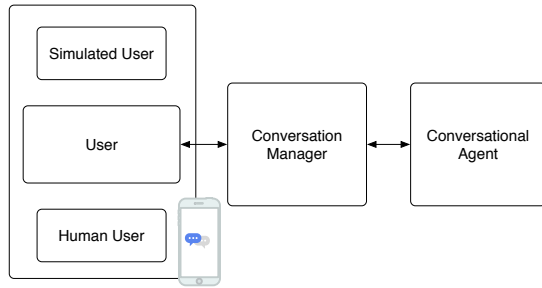 Simulated User
User
Human User
Conversation
Manager
Conversational
Agent